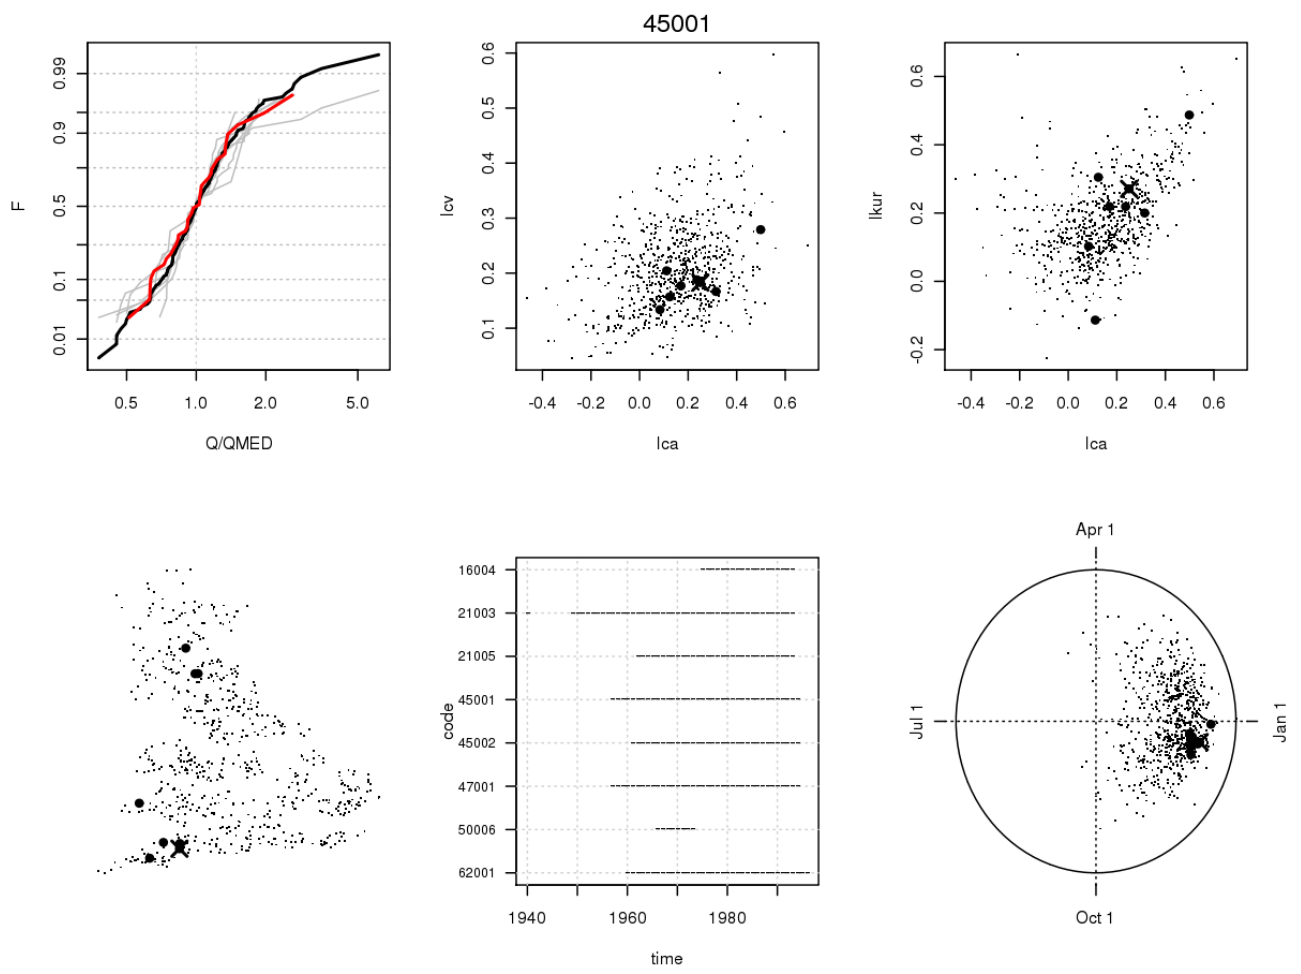 45001
F
0.99
0.9
0.5
0.1
0.01
0.5 1.0 2.0 5.0
Q/QMED
lcv
0.6
0.5
0.4
0.3
0.2
0.1
-0.4 -0.2 0.0 0.2 0.4 0.6
lca
lkur
0.6
0.4
0.2
0.0
-0.2
-0.4 -0.2 0.0 0.2 0.4 0.6
lca
code
16004
21003
21005
45001
45002
47001
50006
62001
1940 1960 1980
time
Apr 1
Jul 1
Jan 1
Oct 1